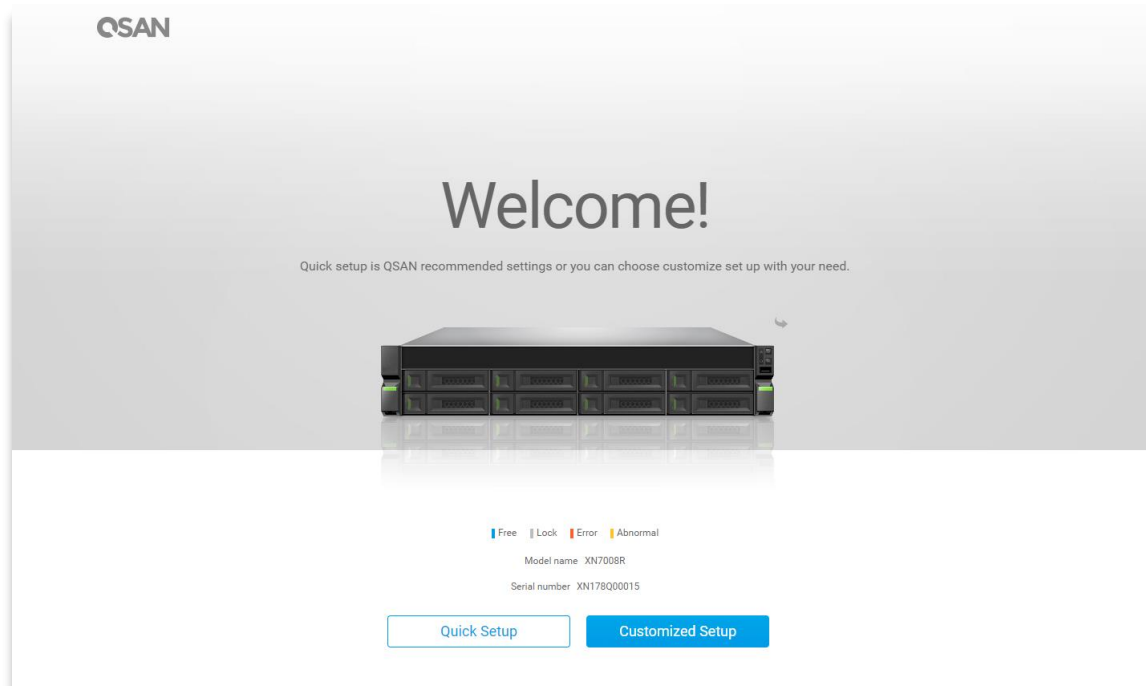 QSAN
Welcome!
Quick setup is QSAN recommended settings or you can choose customize set up with your need.
Free Lock Error Abnormal
Model name XN7008R
Serial number XN178Q00015
Quick Setup Customized Setup